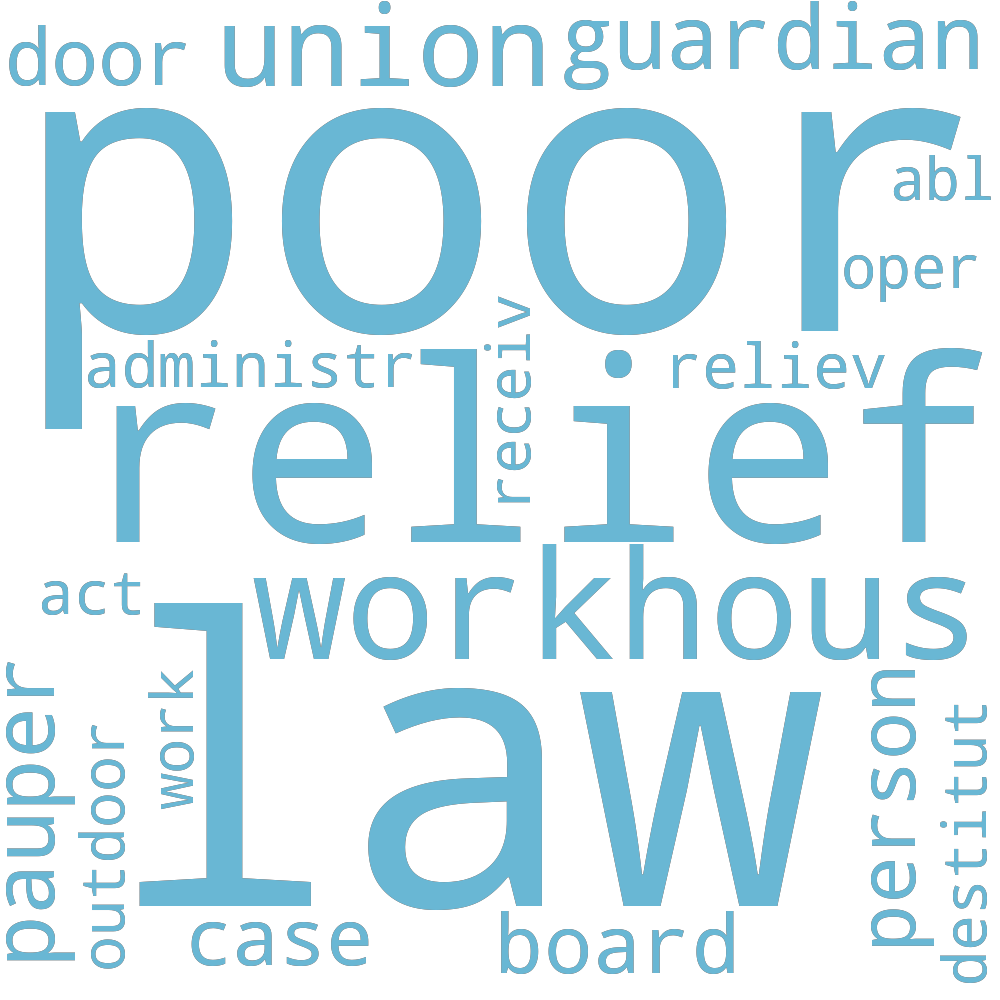 door union guardian
poor
abl
oper
administr receiv reliev
relief
act workhous
law
pauper outdoor work person destitut
case board